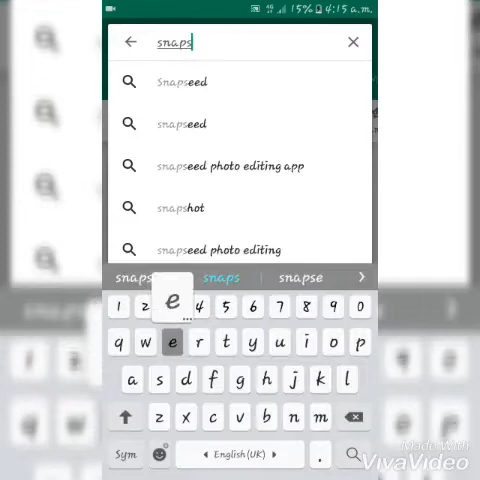 15% 4:15 a.m.
snaps
Snapseed
snapseed
snapseed photo editing app
snapshot
snapseed photo editing
snaps snaps snapse
e
1 2 4 5 6 7 8 9 0
q w e r t y u i o p
a s d f g h j k l
z x c v b n m
Sym English(UK) .
Made With
VivaVideo